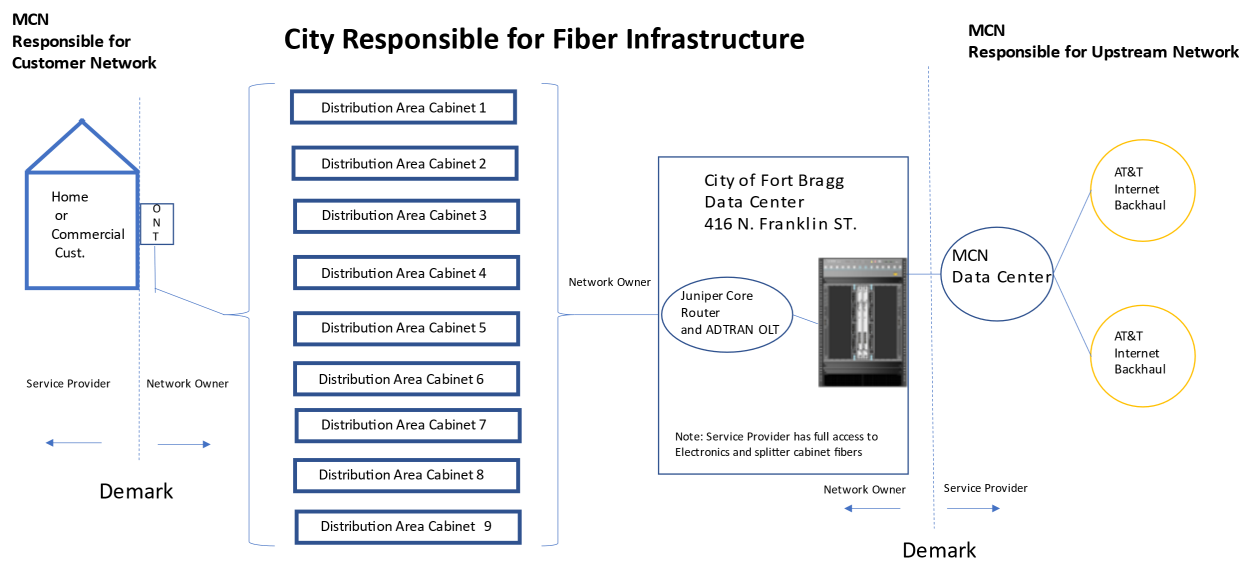 MCN
Responsible for
Customer Network
City Responsible for Fiber Infrastructure
MCN
Responsible for Upstream Network
Home
or
Commercial
Cust.
O
N
T
Service Provider
Network Owner
Demark
Distribution Area Cabinet 1
Distribution Area Cabinet 2
Distribution Area Cabinet 3
Distribution Area Cabinet 4
Distribution Area Cabinet 5
Distribution Area Cabinet 6
Distribution Area Cabinet 7
Distribution Area Cabinet 8
Distribution Area Cabinet 9
Network Owner
City of Fort Bragg
Data Center
416 N. Franklin ST.
Juniper Core
Router
and ADTRAN OLT
Note: Service Provider has full access to
Electronics and splitter cabinet fibers
Network Owner
Service Provider
Demark
MCN
Data Center
AT&T
Internet
Backhaul
AT&T
Internet
Backhaul